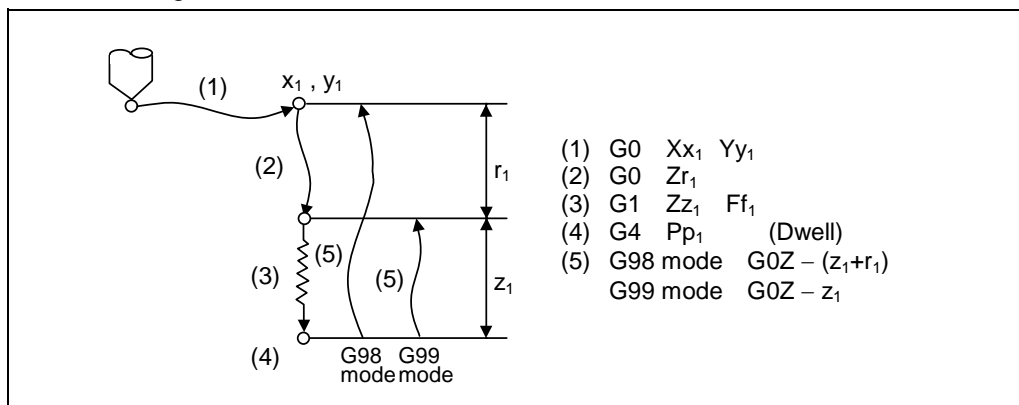 (1)
x₁ , y₁
(2)
r₁
(3)
(5)
(5)
z₁
(4)
G98 mode
G99 mode
(1) G0 Xx₁ Yy₁
(2) G0 Zr₁
(3) G1 Zz₁ Ff₁
(4) G4 Pp₁ (Dwell)
(5) G98 mode G0Z – (z₁+r₁)
G99 mode G0Z – z₁